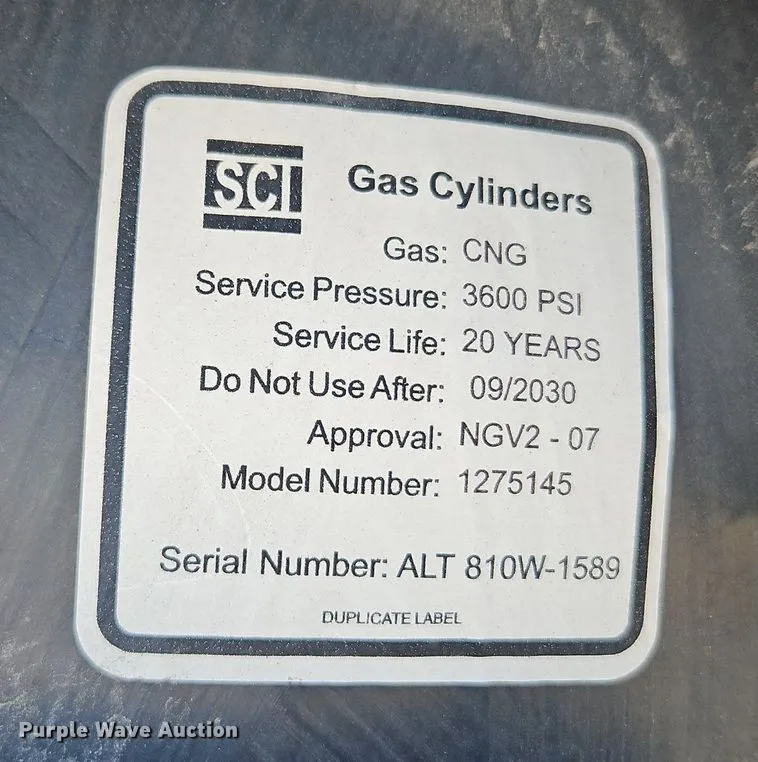 SCI
Gas Cylinders
Gas: CNG
Service Pressure: 3600 PSI
Service Life: 20 YEARS
Do Not Use After: 09/2030
Approval: NGV2 - 07
Model Number: 1275145
Serial Number: ALT 810W-1589
DUPLICATE LABEL
Purple Wave Auction